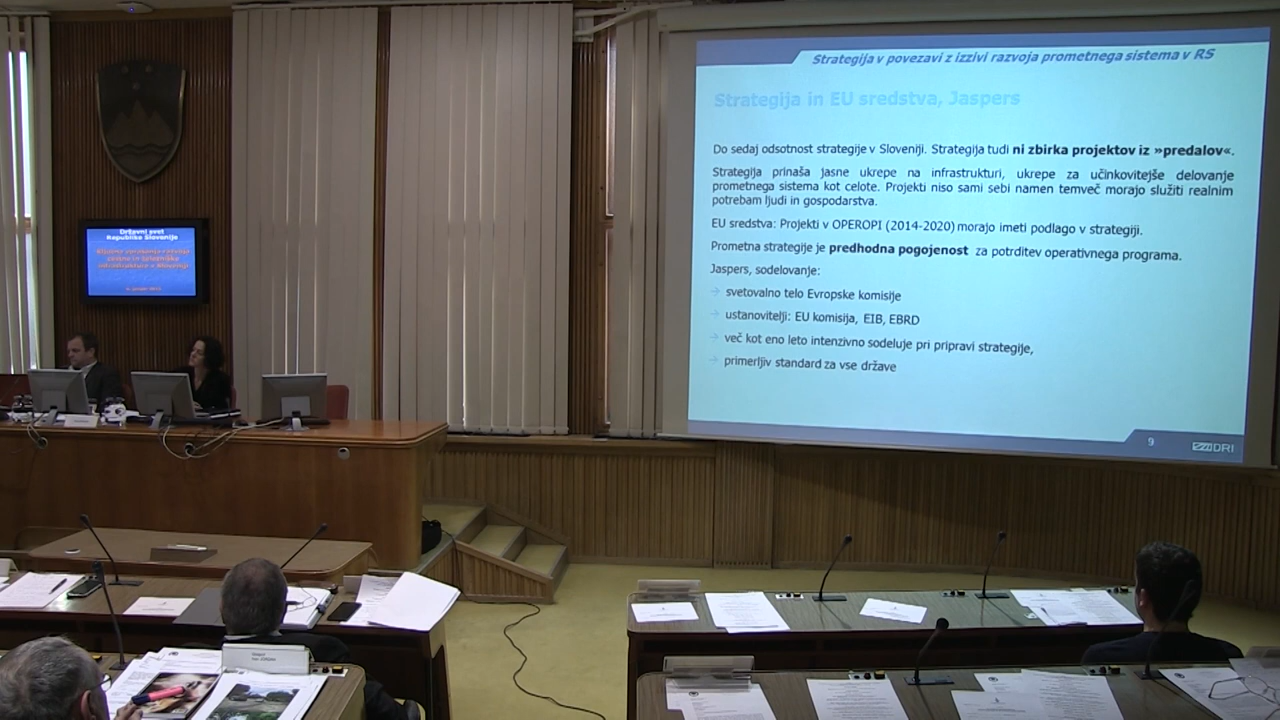 Strategija v povezavi z izzivi razvoja prometnega sistema v RS
Strategija in EU sredstva, Jaspers
Do sedaj odsotnost strategije v Sloveniji. Strategija tudi ni zbirka projektov iz »predalov«.
Strategija prinaša jasne ukrepe na infrastrukturi, ukrepe za učinkovitejše delovanje
prometnega sistema kot celote. Projekti niso sami sebi namen temveč morajo služiti realnim
potrebam ljudi in gospodarstva.
EU sredstva: Projekti v OPEROPI (2014-2020) morajo imeti podlago v strategiji.
Prometna strategije je predhodna pogojenost za potrditev operativnega programa.
Jaspers, sodelovanje:
svetovalno telo Evropske komisije
ustanovitelji: EU komisija, EIB, EBRD
več kot eno leto intenzivno sodeluje pri pripravi strategije,
primerljiv standard za vse države
9
DRI
Državni svet
Republike Slovenije